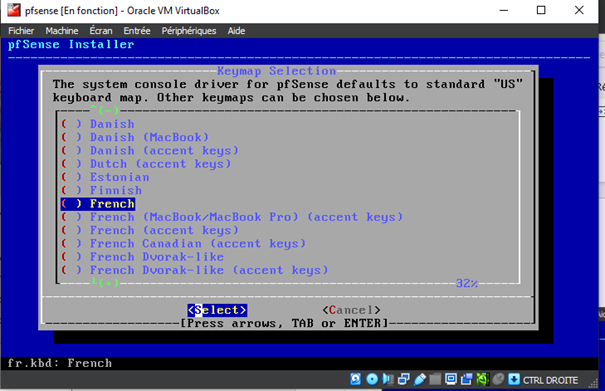 pfsense [En fonction] - Oracle VM VirtualBox
Fichier Machine Écran Entrée Périphériques Aide
pfSense Installer
Keymap Selection
The system console driver for pfSense defaults to standard "US"
keyboard map. Other keymaps can be chosen below.
^(-)
( ) Danish
( ) Danish (MacBook)
( ) Danish (accent keys)
( ) Dutch (accent keys)
( ) Estonian
( ) Finnish
( ) French
( ) French (MacBook/MacBook Pro) (accent keys)
( ) French (accent keys)
( ) French Canadian (accent keys)
( ) French Dvorak-like
( ) French Dvorak-like (accent keys)
(+) 32%
<Select> <Cancel>
[Press arrows, TAB or ENTER]
fr.kbd: French
CTRL DROITE